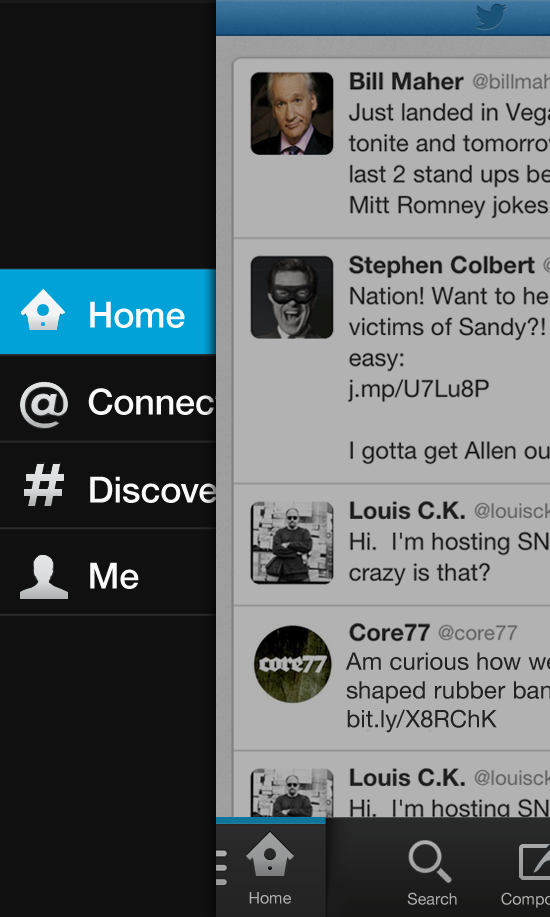 Home
Connec
Discove
Me
Bill Maher @billmah
Just landed in Vega
tonite and tomorrov
last 2 stand ups be
Mitt Romney jokes
Stephen Colbert @
Nation! Want to he
victims of Sandy?!
easy:
j.mp/U7Lu8P
I gotta get Allen ou
Louis C.K. @louisck
Hi. I'm hosting SN
crazy is that?
core77
Core77 @core77
Am curious how we
shaped rubber ban
bit.ly/X8RChK
Louis C.K. @louisck
Hi. I'm hosting SN
Home
Search
Compo